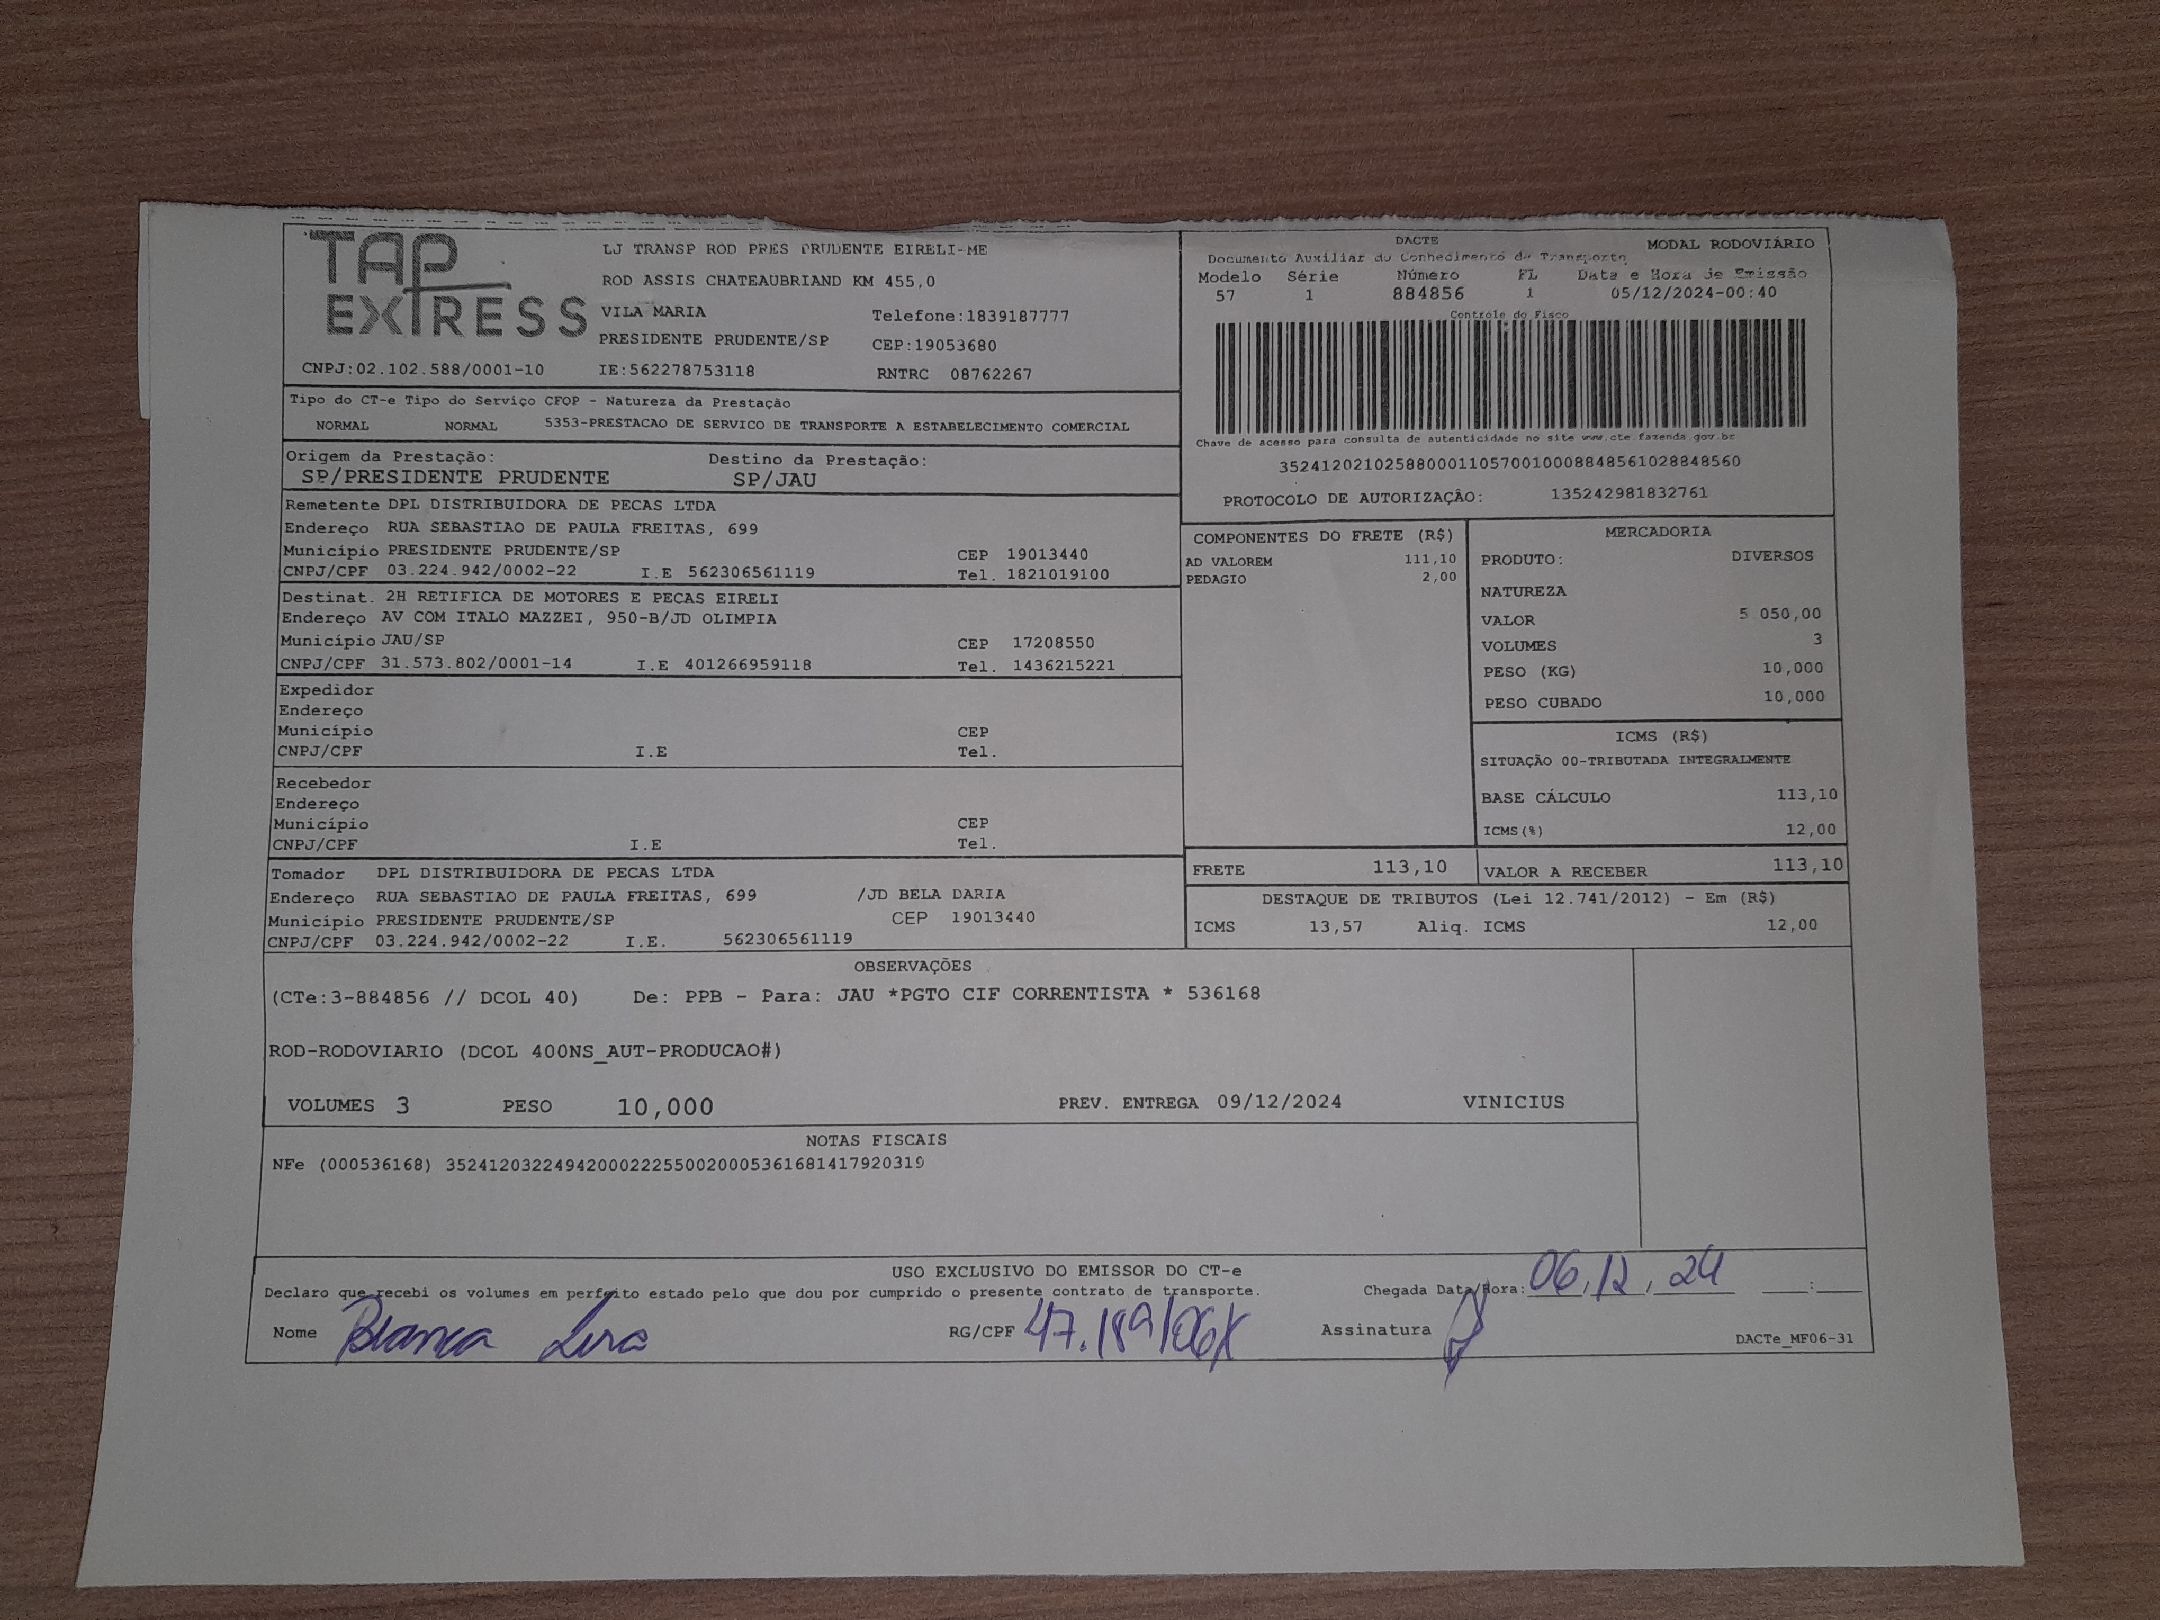 TAP EXPRESS
LJ TRANSP ROD PRES PRUDENTE EIRELI-ME
ROD ASSIS CHATEAUBRIAND KM 455,0
VILA MARIA Telefone:1839187777
PRESIDENTE PRUDENTE/SP CEP:19053680
CNPJ:02.102.588/0001-10 IE:562278753118 RNTRC 08762267
DACTE MODAL RODOVIÁRIO
Documento Auxiliar do Conhecimento de Transporte
Modelo Série Número FL Data e Hora de Emissão
57 1 884856 1 05/12/2024-00:40
Controle do Fisco
Chave de acesso para consulta de autenticidade no site www.cte.fazenda.gov.br
35241202102588000110570010008848561028848560
PROTOCOLO DE AUTORIZAÇÃO: 135242981832761
Tipo do CT-e Tipo do Serviço CFOP - Natureza da Prestação
NORMAL NORMAL 5353-PRESTACAO DE SERVICO DE TRANSPORTE A ESTABELECIMENTO COMERCIAL
Origem da Prestação: Destino da Prestação:
SP/PRESIDENTE PRUDENTE SP/JAU
Remetente DPL DISTRIBUIDORA DE PECAS LTDA
Endereço RUA SEBASTIAO DE PAULA FREITAS, 699
Município PRESIDENTE PRUDENTE/SP CEP 19013440
CNPJ/CPF 03.224.942/0002-22 I.E 562306561119 Tel. 1821019100
Destinat. 2H RETIFICA DE MOTORES E PECAS EIRELI
Endereço AV COM ITALO MAZZEI, 950-B/JD OLIMPIA
Município JAU/SP CEP 17208550
CNPJ/CPF 31.573.802/0001-14 I.E 401266959118 Tel. 1436215221
Expedidor
Endereço
Município CEP
CNPJ/CPF I.E Tel.
Recebedor
Endereço
Município CEP
CNPJ/CPF I.E Tel.
Tomador DPL DISTRIBUIDORA DE PECAS LTDA
Endereço RUA SEBASTIAO DE PAULA FREITAS, 699 /JD BELA DARIA
Município PRESIDENTE PRUDENTE/SP CEP 19013440
CNPJ/CPF 03.224.942/0002-22 I.E. 562306561119
COMPONENTES DO FRETE (R$)
AD VALOREM 111,10
PEDAGIO 2,00
MERCADORIA
PRODUTO: DIVERSOS
NATUREZA
VALOR 5 050,00
VOLUMES 3
PESO (KG) 10,000
PESO CUBADO 10,000
ICMS (R$)
SITUAÇÃO 00-TRIBUTADA INTEGRALMENTE
BASE CÁLCULO 113,10
ICMS(%) 12,00
FRETE 113,10 VALOR A RECEBER 113,10
DESTAQUE DE TRIBUTOS (Lei 12.741/2012) - Em (R$)
ICMS 13,57 Aliq. ICMS 12,00
OBSERVAÇÕES
(CTe:3-884856 // DCOL 40) De: PPB - Para: JAU *PGTO CIF CORRENTISTA * 536168
ROD-RODOVIARIO (DCOL 400NS_AUT-PRODUCAO#)
VOLUMES 3 PESO 10,000 PREV. ENTREGA 09/12/2024 VINICIUS
NOTAS FISCAIS
NFe (000536168) 35241203224942000222550020005361681417920319
USO EXCLUSIVO DO EMISSOR DO CT-e
Declaro que recebi os volumes em perfeito estado pelo que dou por cumprido o presente contrato de transporte. Chegada Data/Hora: 06,12,24 :
Nome Bianca RG/CPF Assinatura DACTe_MF06-31